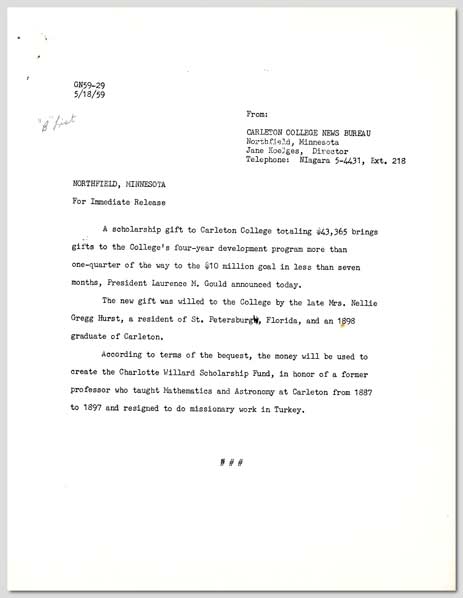 GN59-29
5/18/59
"B" list
From:
CARLETON COLLEGE NEWS BUREAU
Northfield, Minnesota
Jane Koelges, Director
Telephone: NIagara 5-4431, Ext. 218
NORTHFIELD, MINNESOTA
For Immediate Release
A scholarship gift to Carleton College totaling $43,365 brings
gifts to the College's four-year development program more than
one-quarter of the way to the $10 million goal in less than seven
months, President Laurence M. Gould announced today.
The new gift was willed to the College by the late Mrs. Nellie
Gregg Hurst, a resident of St. Petersburg, Florida, and an 1898
graduate of Carleton.
According to terms of the bequest, the money will be used to
create the Charlotte Willard Scholarship Fund, in honor of a former
professor who taught Mathematics and Astronomy at Carleton from 1887
to 1897 and resigned to do missionary work in Turkey.
# # #